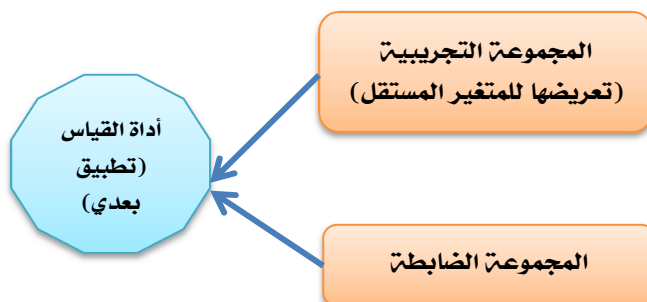 المجموعة التجريبية
(تعريضها للمتغير المستقل)
أداة القياس
(تطبيق
بعدي)
المجموعة الضابطة